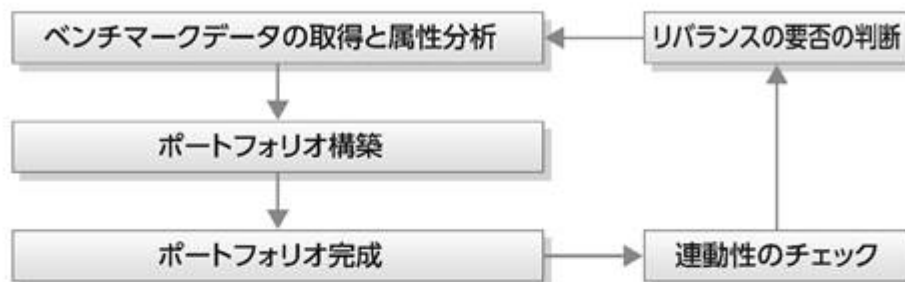 ベンチマークデータの取得と属性分析
リバランスの要否の判断
ポートフォリオ構築
ポートフォリオ完成
連動性のチェック